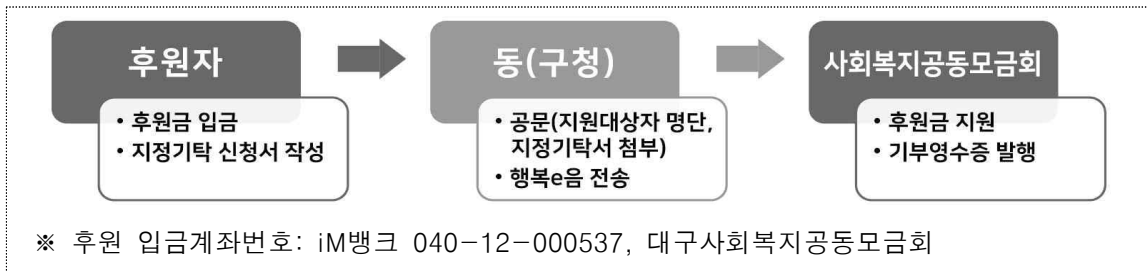 후원자
• 후원금 입금
• 지정기탁 신청서 작성
동(구청)
• 공문(지원대상자 명단,
지정기탁서 첨부)
• 행복e음 전송
사회복지공동모금회
• 후원금 지원
• 기부영수증 발행
※ 후원 입금계좌번호: iM뱅크 040-12-000537, 대구사회복지공동모금회